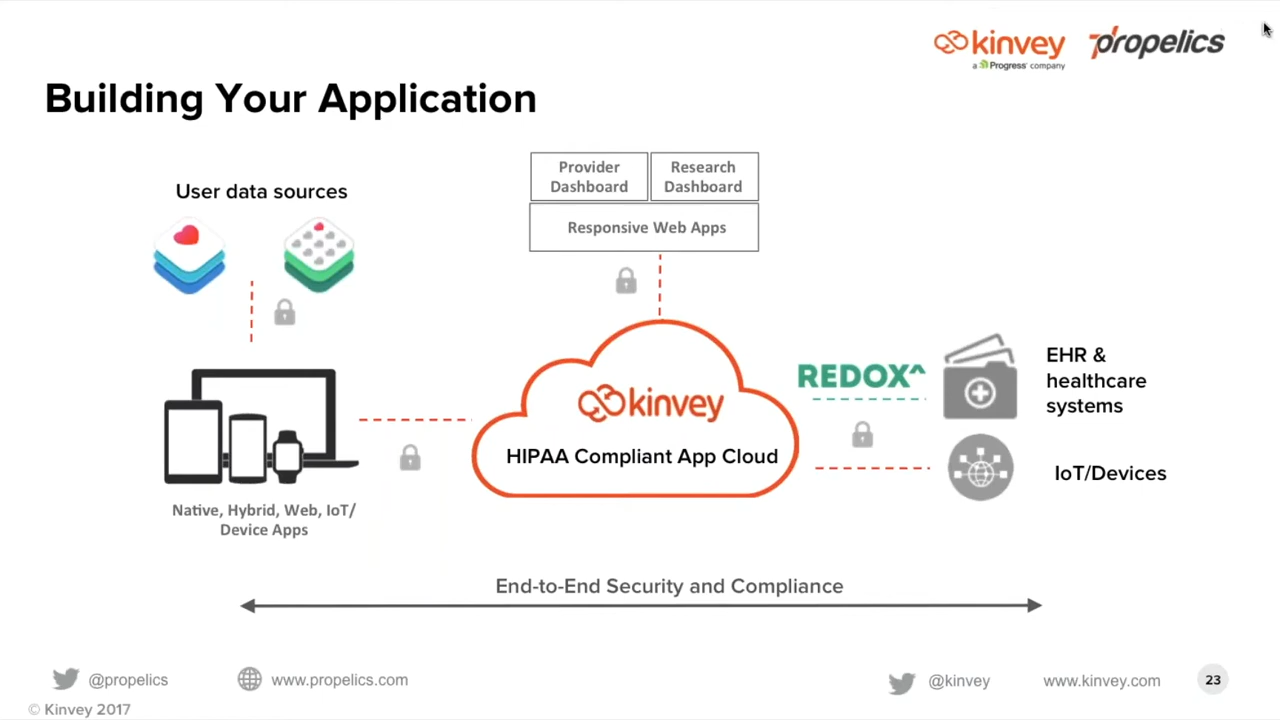 kinvey
a Progress company
propelics
Building Your Application
User data sources
Provider
Dashboard
Research
Dashboard
Responsive Web Apps
REDOX^
EHR &
healthcare
systems
kinvey
HIPAA Compliant App Cloud
IoT/Devices
Native, Hybrid, Web, IoT/
Device Apps
End-to-End Security and Compliance
@propelics
www.propelics.com
@kinvey
www.kinvey.com
23
© Kinvey 2017